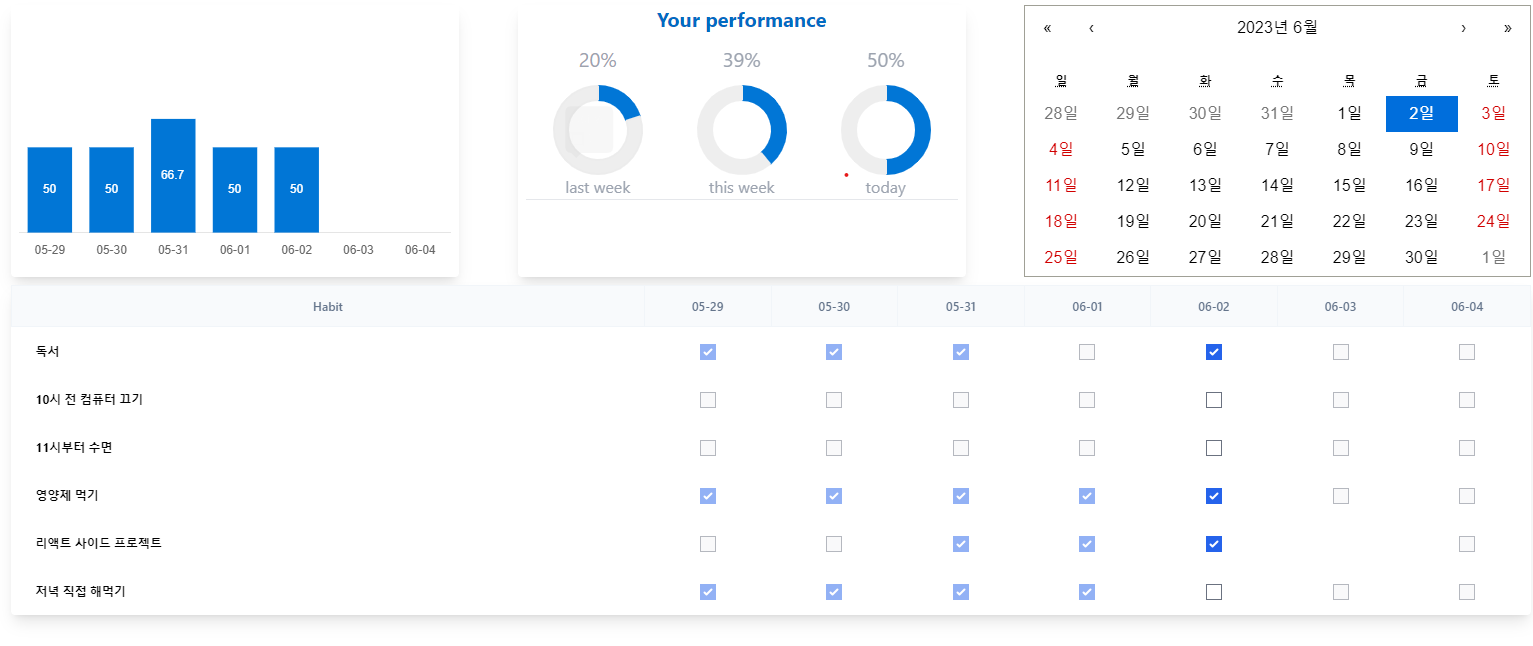 50
50
66.7
50
50
05-29 05-30 05-31 06-01 06-02 06-03 06-04
Your performance
20% 39% 50%
last week this week today
« ‹ 2023년 6월 › »
일 월 화 수 목 금 토
28일 29일 30일 31일 1일 2일 3일
4일 5일 6일 7일 8일 9일 10일
11일 12일 13일 14일 15일 16일 17일
18일 19일 20일 21일 22일 23일 24일
25일 26일 27일 28일 29일 30일 1일
Habit 05-29 05-30 05-31 06-01 06-02 06-03 06-04
독서
10시 전 컴퓨터 끄기
11시부터 수면
영양제 먹기
리액트 사이드 프로젝트
저녁 직접 해먹기